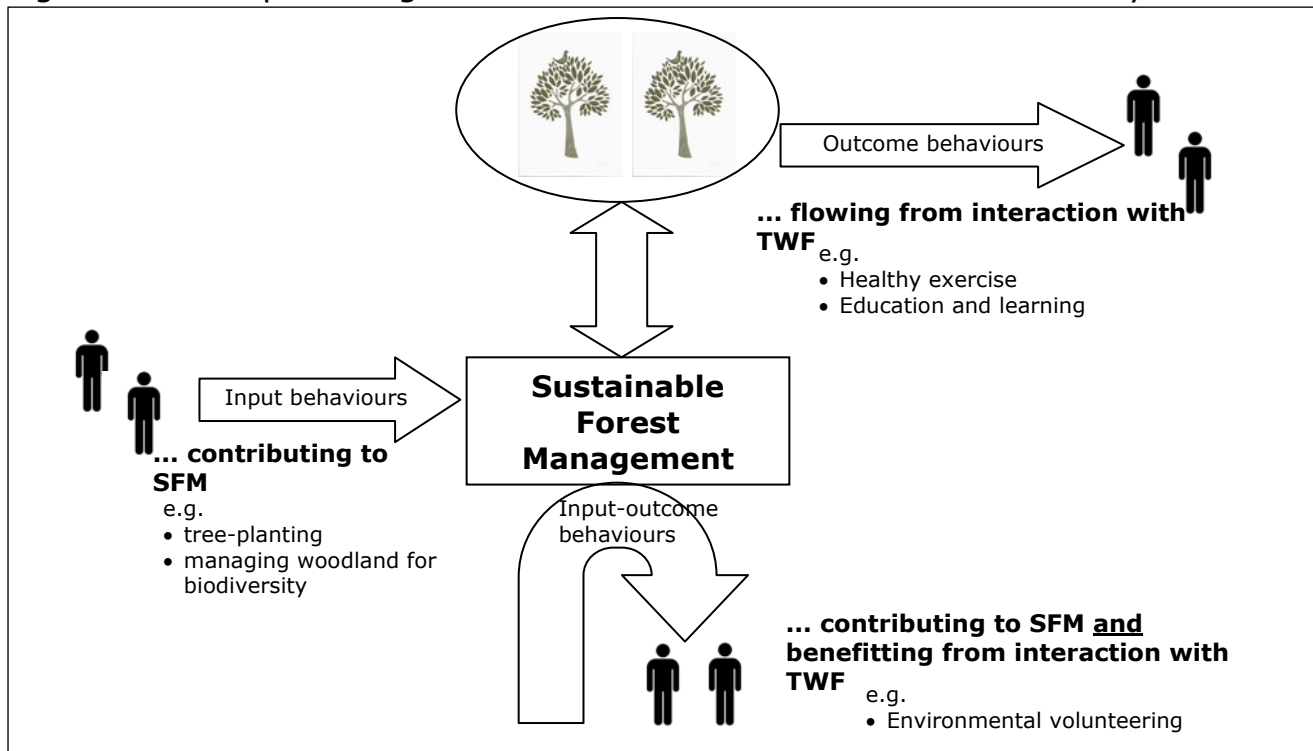 Outcome behaviours
... flowing from interaction with
TWF
e.g.
• Healthy exercise
• Education and learning
Input behaviours
... contributing to
SFM
e.g.
• tree-planting
• managing woodland for
biodiversity
Sustainable
Forest
Management
Input-outcome
behaviours
... contributing to SFM and
benefitting from interaction with
TWF
e.g.
• Environmental volunteering